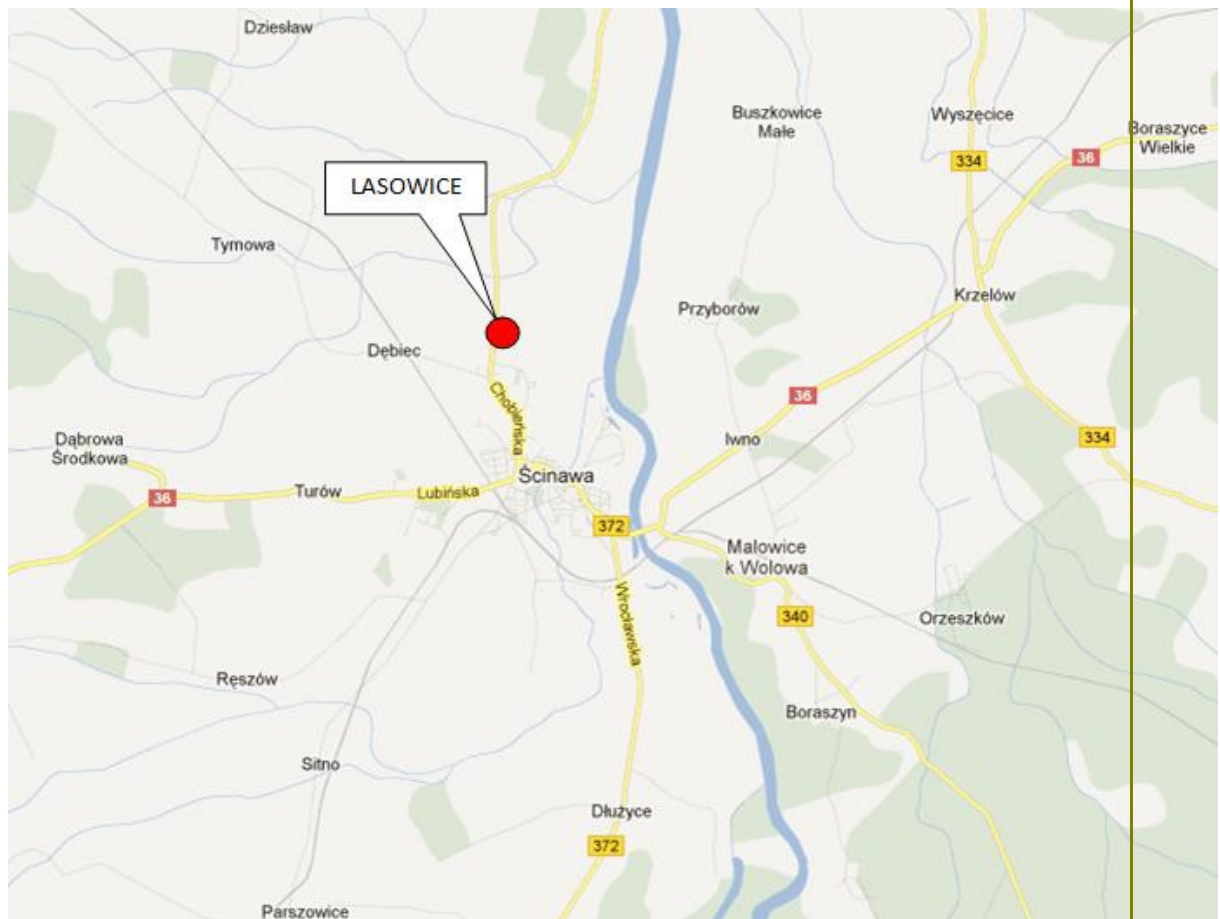 Dziesław
Buszkowice
Małe
Wyszęcice
Boraszyce
Wielkie
334
36
LASOWICE
Tymowa
Krzelów
Przyborów
Dębiec
Chobieńska
36
Iwno
334
Dąbrowa
Środkowa
Ścinawa
36
Turów
Lubińska
372
Malowice
k Wolowa
Wrocławska
340
Orzeszków
Ręszów
Boraszyn
Sitno
Dłużyce
372
Parszowice